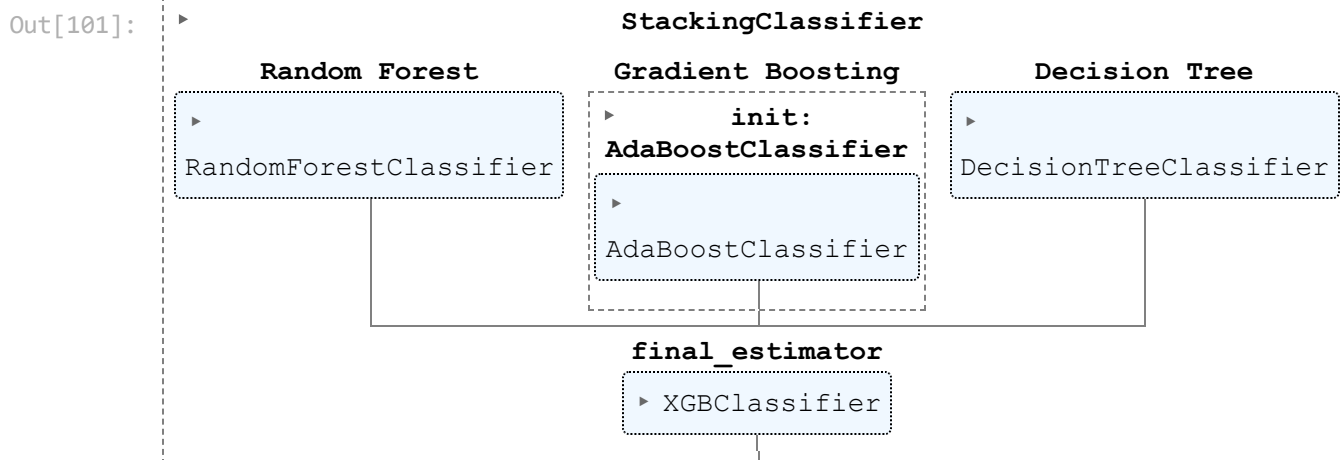 Out[101]:
StackingClassifier
Random Forest
Gradient Boosting
Decision Tree
RandomForestClassifier
init:
AdaBoostClassifier
AdaBoostClassifier
DecisionTreeClassifier
final_estimator
XGBClassifier